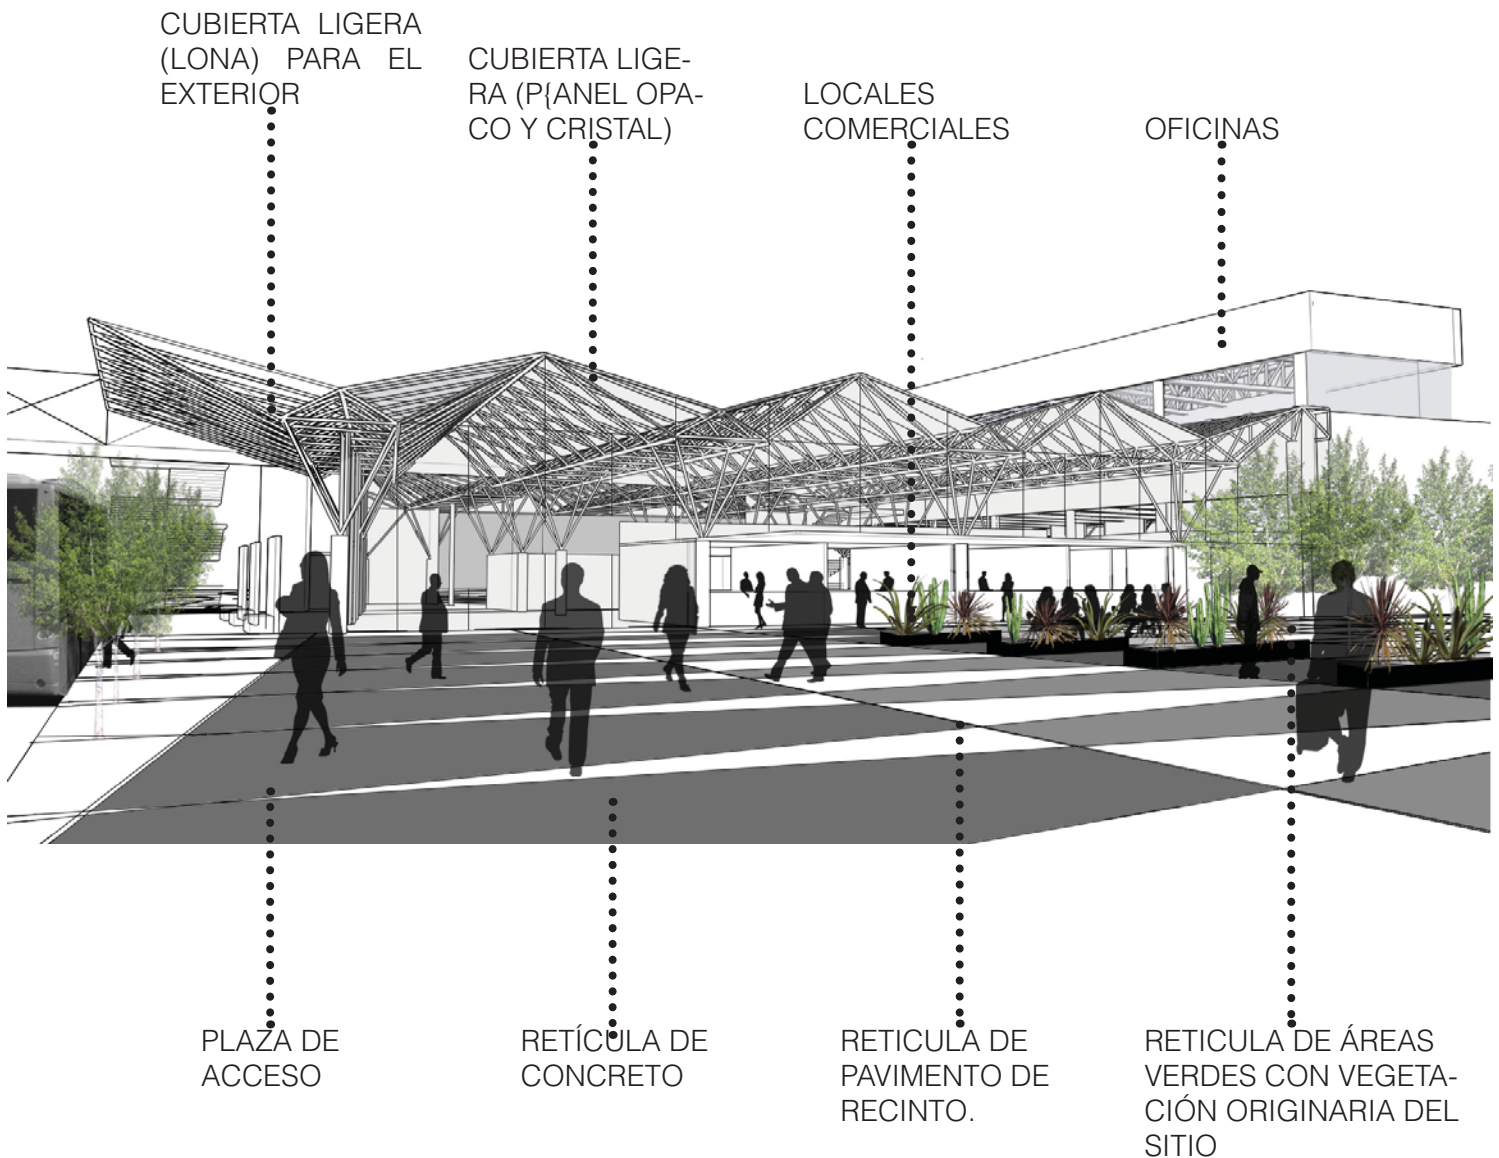 CUBIERTA LIGERA
(LONA) PARA EL
EXTERIOR
CUBIERTA LIGE-
RA (P{ANEL OPA-
CO Y CRISTAL)
LOCALES
COMERCIALES
OFICINAS
PLAZA DE
ACCESO
RETÍCULA DE
CONCRETO
RETICULA DE
PAVIMENTO DE
RECINTO.
RETICULA DE ÁREAS
VERDES CON VEGETA-
CIÓN ORIGINARIA DEL
SITIO